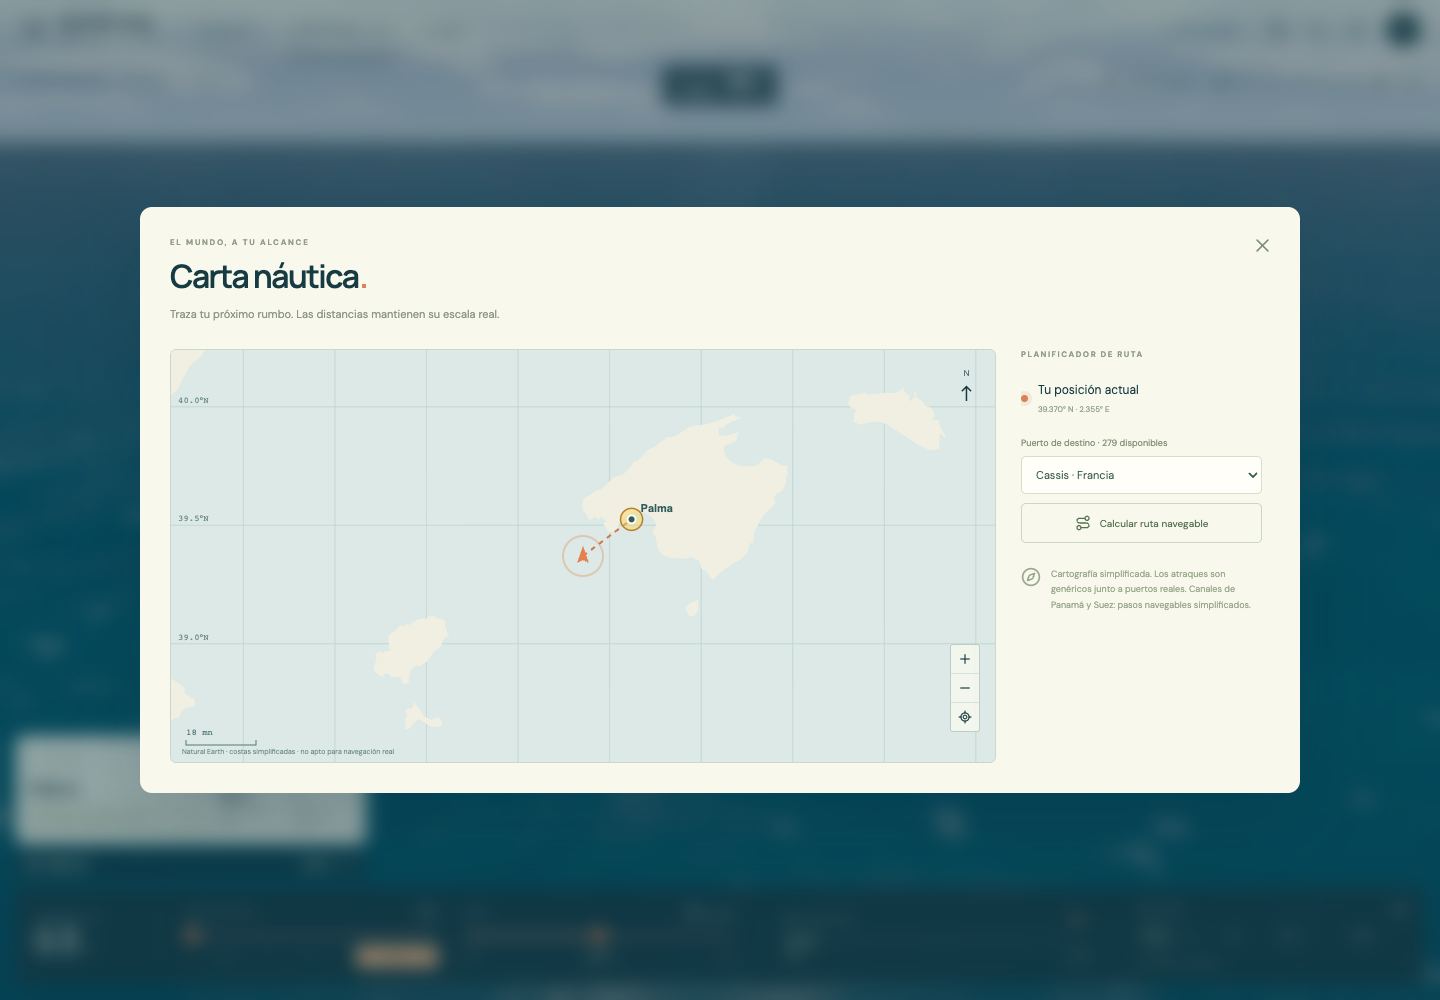 EL MUNDO, A TU ALCANCE
Carta náutica.
Traza tu próximo rumbo. Las distancias mantienen su escala real.
N
40.0°N
39.5°N
39.0°N
Palma
18 mn
Natural Earth · costas simplificadas · no apto para navegación real
PLANIFICADOR DE RUTA
Tu posición actual
39.370° N · 2.355° E
Puerto de destino · 279 disponibles
Cassis · Francia
Calcular ruta navegable
Cartografía simplificada. Los atraques son
genéricos junto a puertos reales. Canales de
Panamá y Suez: pasos navegables simplificados.